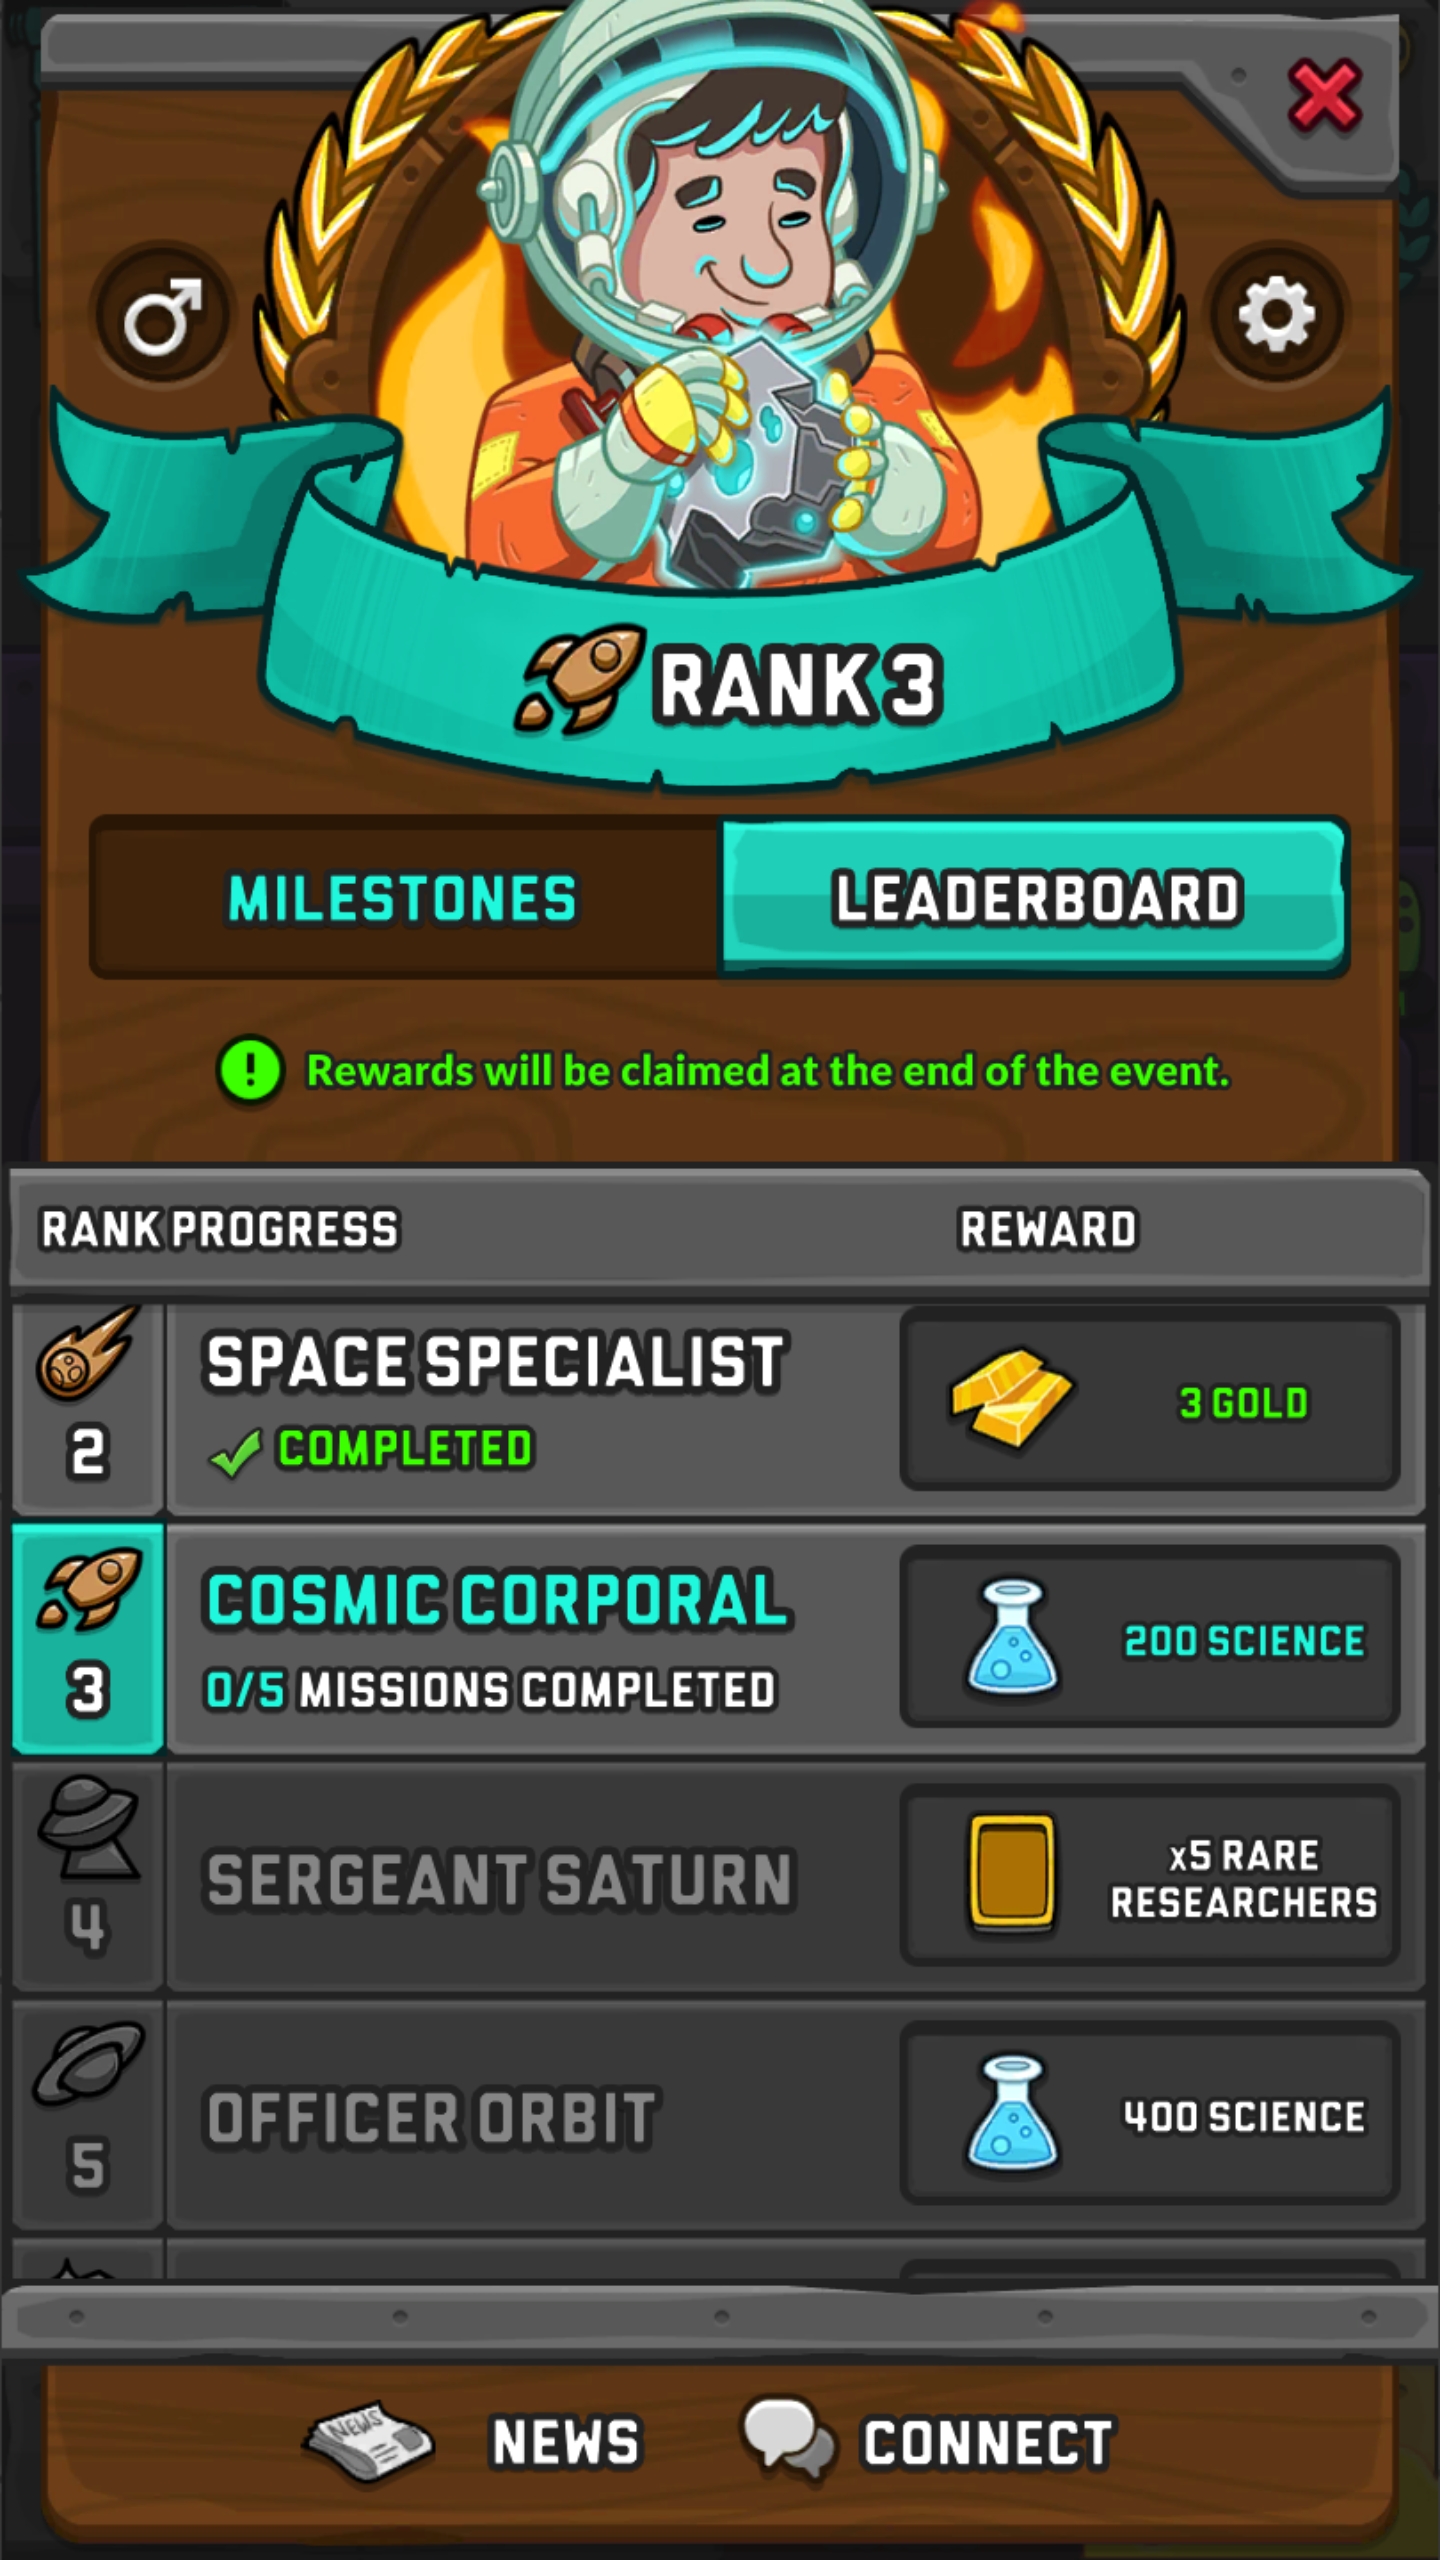 RANK 3
MILESTONES
LEADERBOARD
! Rewards will be claimed at the end of the event.
RANK PROGRESS
REWARD
2
SPACE SPECIALIST
COMPLETED
3 GOLD
3
COSMIC CORPORAL
0/5 MISSIONS COMPLETED
200 SCIENCE
4
SERGEANT SATURN
x5 RARE
RESEARCHERS
5
OFFICER ORBIT
400 SCIENCE
NEWS
NEWS
CONNECT